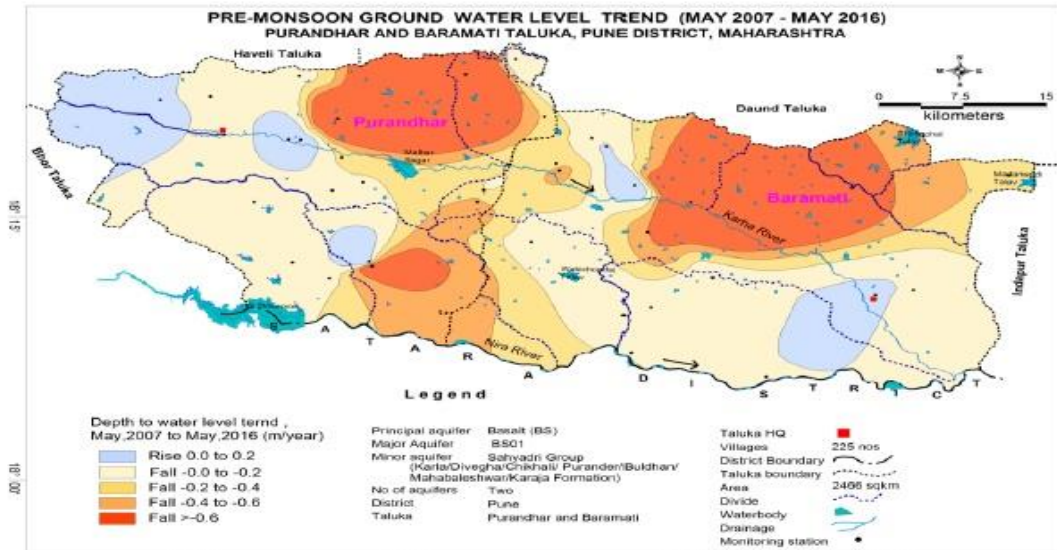 PRE-MONSOON GROUND WATER LEVEL TREND (MAY 2007 - MAY 2016)
PURANDHAR AND BARAMATI TALUKA, PUNE DISTRICT, MAHARASHTRA
Haveli Taluka
Daund Taluka
0 7.5 15
kilometers
Purandhar
Bhor Taluka
Baramati
Karha River
Indapur Taluka
Nira River
S A T A R A D I S T R I C T
Legend
Depth to water level ternd ,
May,2007 to May,2016 (m/year)
Rise 0.0 to 0.2
Fall -0.0 to -0.2
Fall -0.2 to -0.4
Fall -0.4 to -0.6
Fall >-0.6
Principal aquifer Basalt (BS)
Major Aquifer BS01
Minor aquifer Sahyadri Group
(Karla/Divegha/Chikhali/ Purander/Buldhan/
Mahabaleshwar/Karaja Formation)
No of aquifers Two
District Pune
Taluka Purandhar and Baramati
Taluka HQ
Villages 225 nos
District Boundary
Taluka boundary
Area 2466 sqkm
Divide
Waterbody
Drainage
Monitoring station